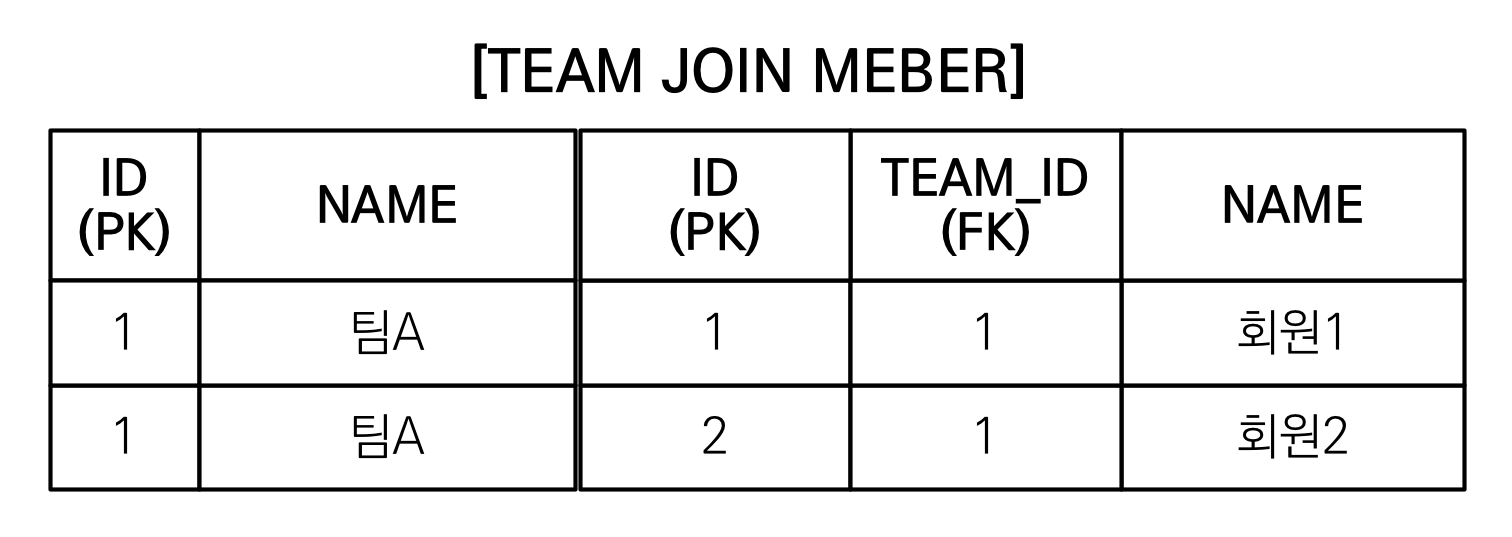 [TEAM JOIN MEBER]
ID (PK) NAME ID (PK) TEAM_ID (FK) NAME
1 팀A 1 1 회원1
1 팀A 2 1 회원2